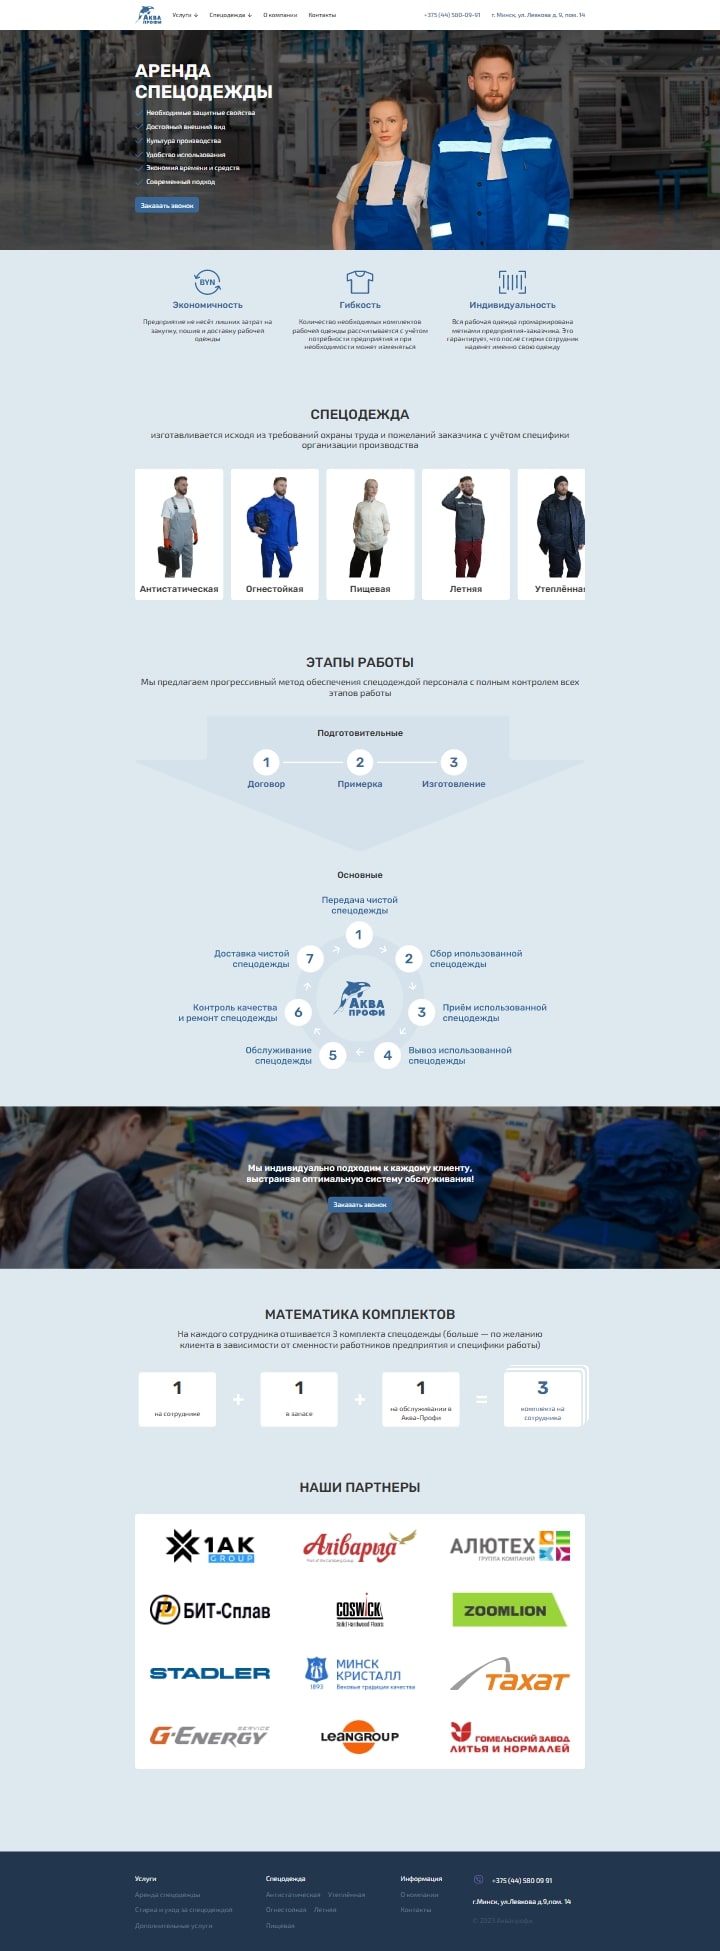 АКВА
ПРОФИ
Услуги ↓ Спецодежда ↓ О компании Контакты +375 (44) 580-09-91 г. Минск, ул. Левкова д. 9, пом. 14
АРЕНДА
СПЕЦОДЕЖДЫ
Необходимые защитные свойства
Достойный внешний вид
Культура производства
Удобство использования
Экономия времени и средств
Современный подход
Заказать звонок
BYN
Экономичность
Предприятие не несёт лишних затрат на
закупку, пошив и доставку рабочей
одежды
Гибкость
Количество необходимых комплектов
рабочей одежды рассчитывается с учётом
потребности предприятия и при
необходимости может изменяться
Индивидуальность
Вся рабочая одежда промаркирована
метками предприятия-заказчика. Это
гарантирует, что после стирки сотрудник
наденет именно свою одежду
СПЕЦОДЕЖДА
изготавливается исходя из требований охраны труда и пожеланий заказчика с учётом специфики
организации производства
Антистатическая Огнестойкая Пищевая Летняя Утеплённая
ЭТАПЫ РАБОТЫ
Мы предлагаем прогрессивный метод обеспечения спецодеждой персонала с полным контролем всех
этапов работы
Подготовительные
1 2 3
Договор Примерка Изготовление
Основные
Передача чистой
спецодежды
1
2
Сбор ипользованной
спецодежды
3
Приём использованной
спецодежды
4
Вывоз использованной
спецодежды
5
Обслуживание
спецодежды
6
Контроль качества
и ремонт спецодежды
7
Доставка чистой
спецодежды
АКВА
ПРОФИ
Мы индивидуально подходим к каждому клиенту,
выстраивая оптимальную систему обслуживания!
Заказать звонок
МАТЕМАТИКА КОМПЛЕКТОВ
На каждого сотрудника отшивается 3 комплекта спецодежды (больше — по желанию
клиента в зависимости от сменности работников предприятия и специфики работы)
1
на сотруднике
+
1
в запасе
+
1
на обслуживании в
Аква-Профи
=
3
комплекта на
сотрудника
НАШИ ПАРТНЕРЫ
1АК
GROUP
Аліварыя
Part of the Carlsberg Group
АЛЮТЕХ
ГРУППА КОМПАНИЙ
БИТ-Сплав
COSWICK
Solid Hardwood Floors
ZOOMLION
STADLER
МИНСК
КРИСТАЛЛ
1893 Вековые традиции качества
ТАХАТ
G-ENERGY
SERVICE
LEANGROUP
ГОМЕЛЬСКИЙ ЗАВОД
ЛИТЬЯ И НОРМАЛЕЙ
Услуги
Аренда спецодежды
Стирка и уход за спецодеждой
Дополнительные услуги
Спецодежда
Антистатическая Утеплённая
Огнестойкая Летняя
Пищевая
Информация
О компании
Контакты
+375 (44) 580 09 91
г.Минск, ул.Левкова д.9,пом. 14